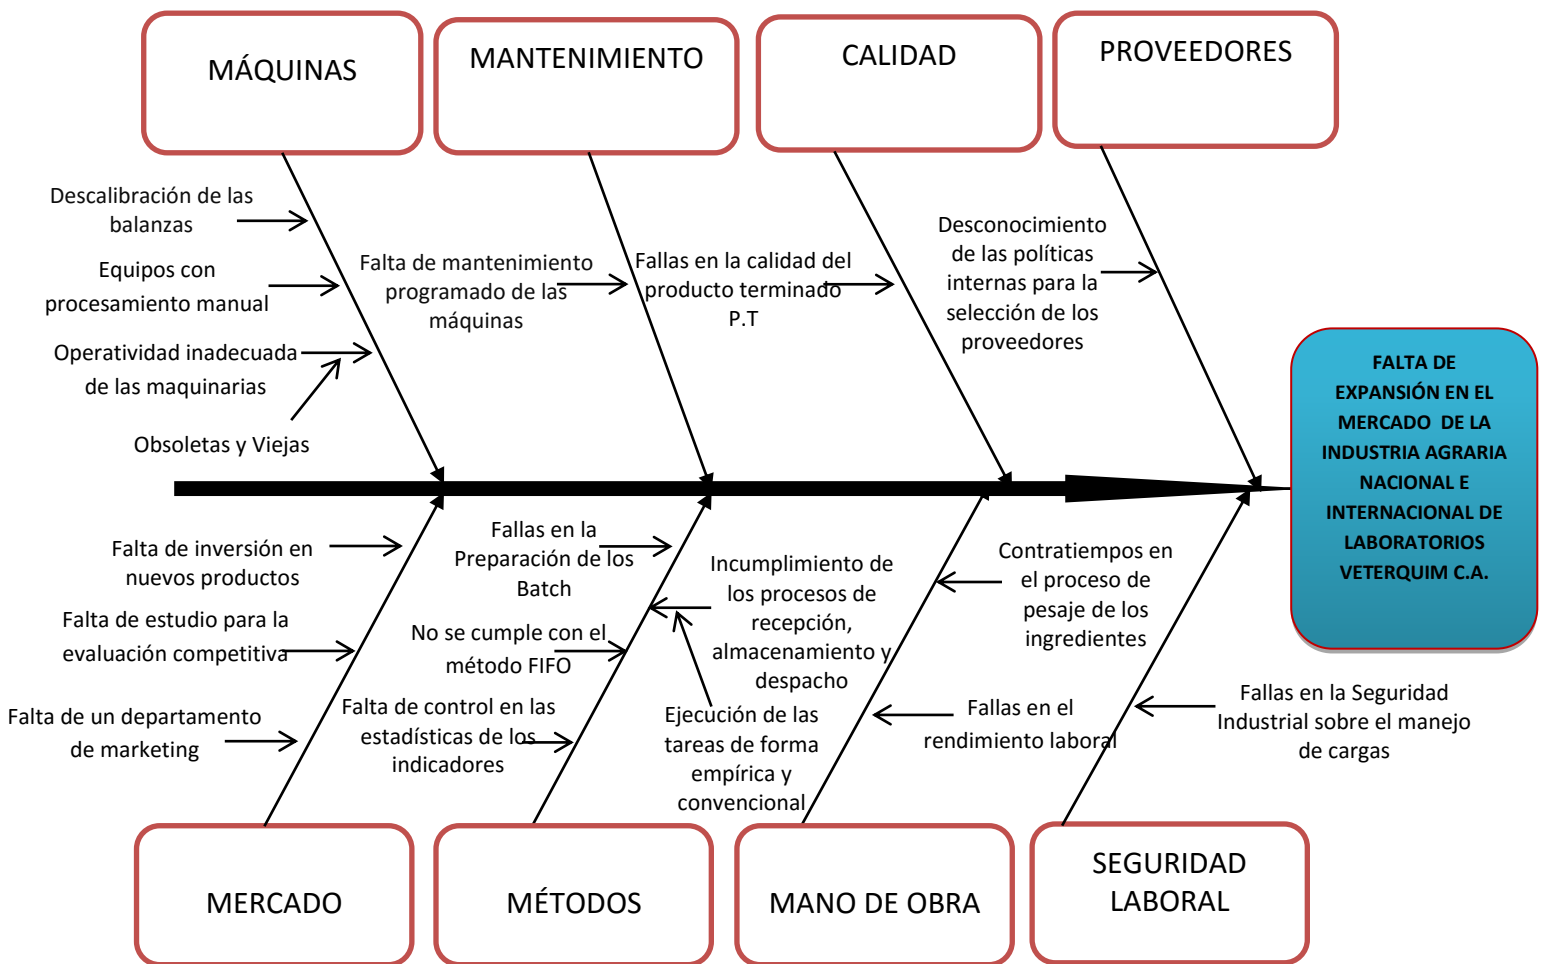 MÁQUINAS
MANTENIMIENTO
CALIDAD
PROVEEDORES
Descalibración de las
balanzas
Equipos con
procesamiento manual
Operatividad inadecuada
de las maquinarias
Obsoletas y Viejas
Falta de mantenimiento
programado de las
máquinas
Fallas en la calidad del
producto terminado
P.T
Desconocimiento
de las políticas
internas para la
selección de los
proveedores
FALTA DE
EXPANSIÓN EN EL
MERCADO DE LA
INDUSTRIA AGRARIA
NACIONAL E
INTERNACIONAL DE
LABORATORIOS
VETERQUIM C.A.
Falta de inversión en
nuevos productos
Falta de estudio para la
evaluación competitiva
Falta de un departamento
de marketing
Fallas en la
Preparación de los
Batch
No se cumple con el
método FIFO
Falta de control en las
estadísticas de los
indicadores
Incumplimiento de
los procesos de
recepción,
almacenamiento y
despacho
Ejecución de las
tareas de forma
empírica y
convencional
Contratiempos en
el proceso de
pesaje de los
ingredientes
Fallas en el
rendimiento laboral
Fallas en la Seguridad
Industrial sobre el manejo
de cargas
MERCADO
MÉTODOS
MANO DE OBRA
SEGURIDAD
LABORAL